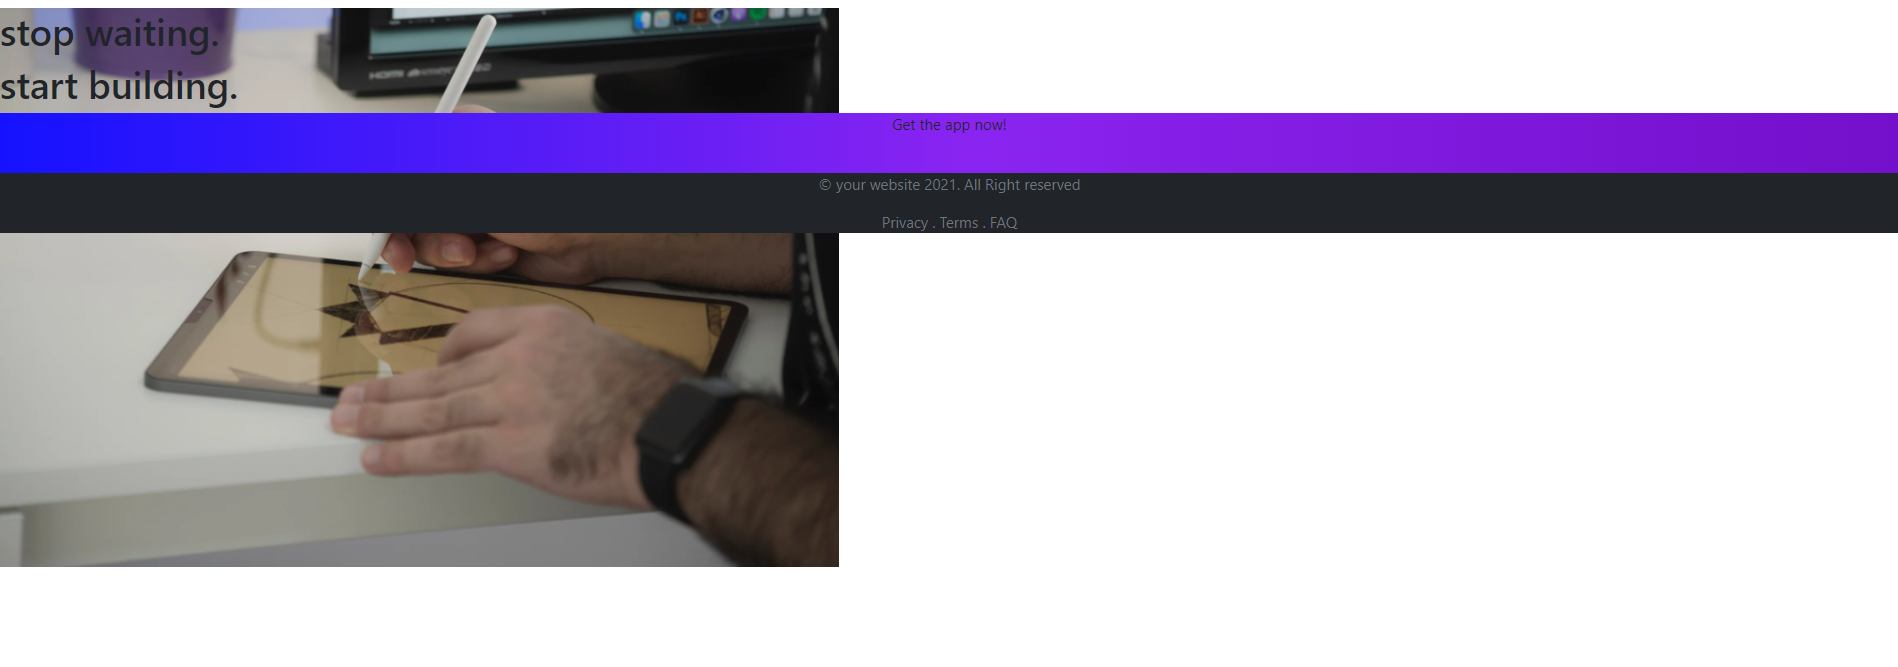 stop waiting.
start building.
Get the app now!
© your website 2021. All Right reserved
Privacy . Terms . FAQ